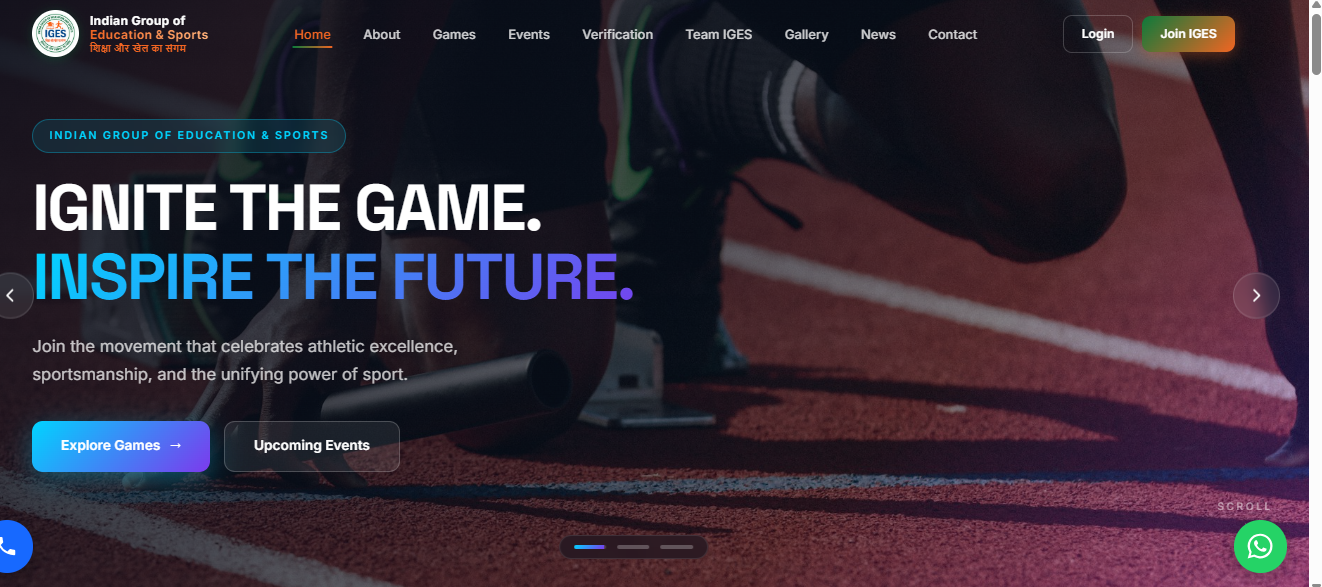 IGES
Indian Group of
Education & Sports
शिक्षा और खेल का संगम
Home
About
Games
Events
Verification
Team IGES
Gallery
News
Contact
Login
Join IGES
INDIAN GROUP OF EDUCATION & SPORTS
IGNITE THE GAME.
INSPIRE THE FUTURE.
Join the movement that celebrates athletic excellence,
sportsmanship, and the unifying power of sport.
Explore Games →
Upcoming Events
SCROLL